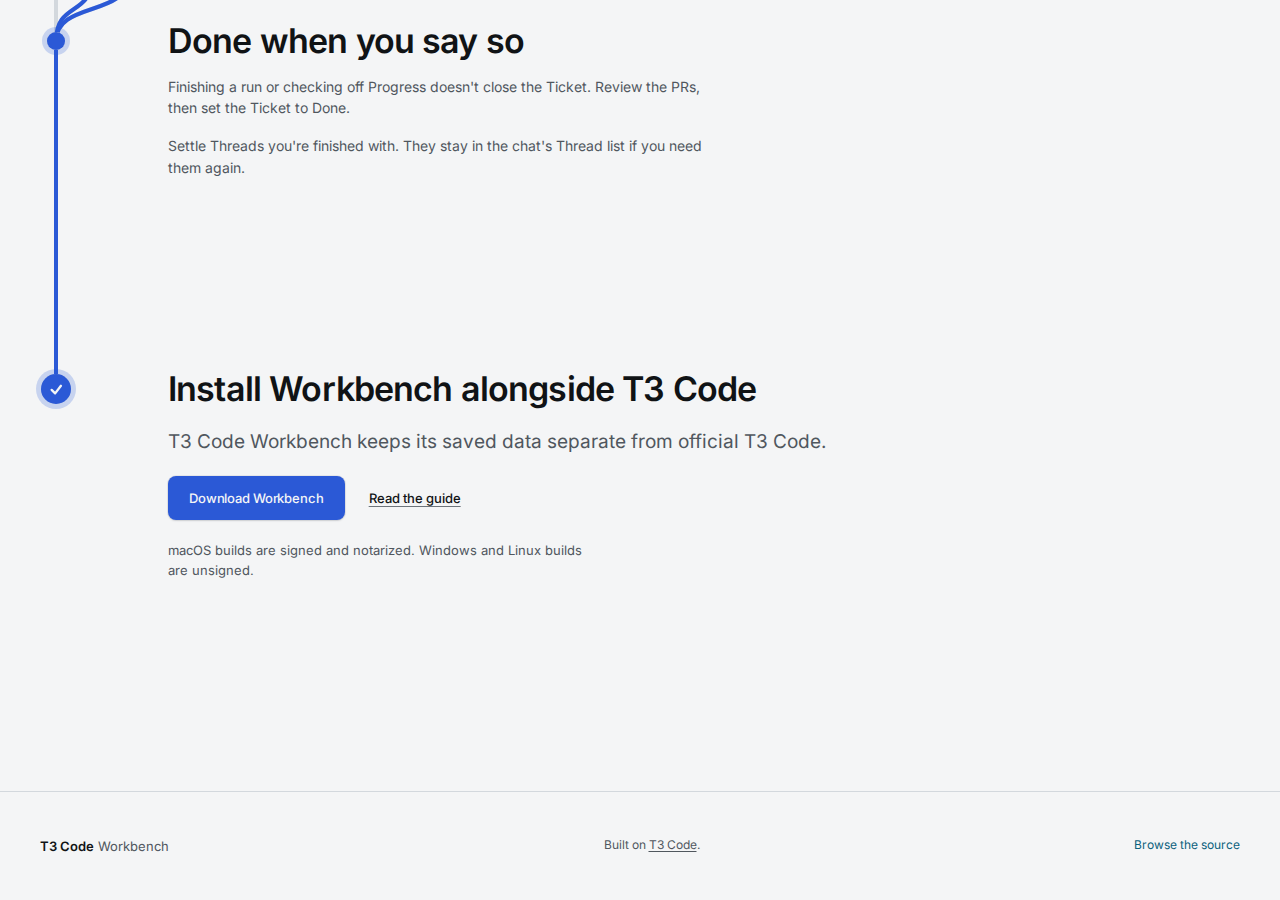 Done when you say so
Finishing a run or checking off Progress doesn't close the Ticket. Review the PRs,
then set the Ticket to Done.
Settle Threads you're finished with. They stay in the chat's Thread list if you need
them again.
Install Workbench alongside T3 Code
T3 Code Workbench keeps its saved data separate from official T3 Code.
Download Workbench Read the guide
macOS builds are signed and notarized. Windows and Linux builds
are unsigned.
T3 Code Workbench Built on T3 Code. Browse the source